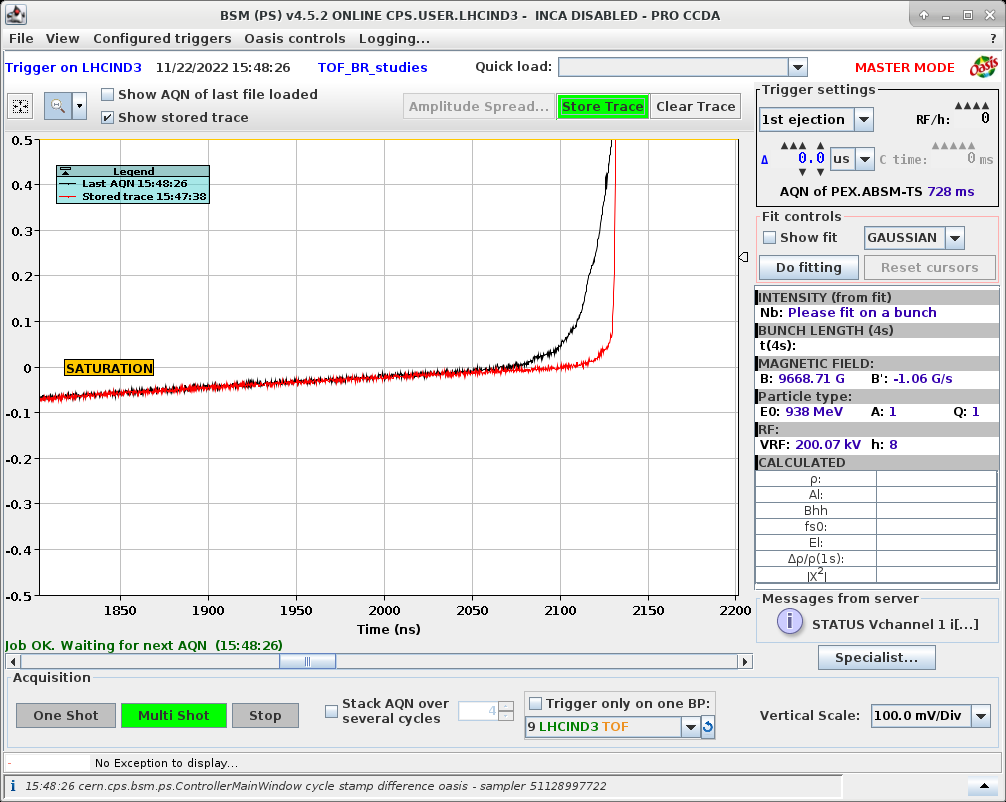 BSM (PS) v4.5.2 ONLINE CPS.USER.LHCIND3 - INCA DISABLED - PRO CCDA
File View Configured triggers Oasis controls Logging... ?
Trigger on LHCIND3 11/22/2022 15:48:26 TOF_BR_studies Quick load: MASTER MODE Oasis
Show AQN of last file loaded
Show stored trace
Amplitude Spread... Store Trace Clear Trace
Trigger settings
1st ejection RF/h: 0
Δ 0.0 us C time: 0 ms
AQN of PEX.ABSM-TS 728 ms
Fit controls
Show fit GAUSSIAN
Do fitting Reset cursors
INTENSITY (from fit)
Nb: Please fit on a bunch
BUNCH LENGTH (4s)
t(4s):
MAGNETIC FIELD:
B: 9668.71 G B': -1.06 G/s
Particle type:
E0: 938 MeV A: 1 Q: 1
RF:
VRF: 200.07 kV h: 8
CALCULATED
ρ:
Al:
Bhh
fs0:
El:
Δρ/ρ(1s):
|X²|
Messages from server
STATUS Vchannel 1 i[...]
Specialist...
Legend
Last AQN 15:48:26
Stored trace 15:47:38
SATURATION
0.5
0.4
0.3
0.2
0.1
0
-0.1
-0.2
-0.3
-0.4
-0.5
1850 1900 1950 2000 2050 2100 2150 2200
Time (ns)
Job OK. Waiting for next AQN (15:48:26)
Acquisition
One Shot Multi Shot Stop
Stack AQN over
several cycles
4
Trigger only on one BP:
9 LHCIND3 TOF
Vertical Scale: 100.0 mV/Div
- No Exception to display...
i 15:48:26 cern.cps.bsm.ps.ControllerMainWindow cycle stamp difference oasis - sampler 51128997722